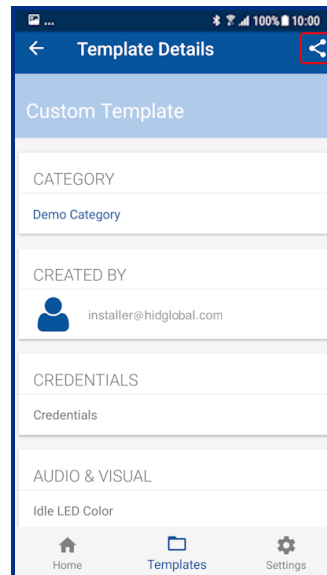 ... 100% 10:00
Template Details
Custom Template
CATEGORY
Demo Category
CREATED BY
installer@hidglobal.com
CREDENTIALS
Credentials
AUDIO & VISUAL
Idle LED Color
Home Templates Settings